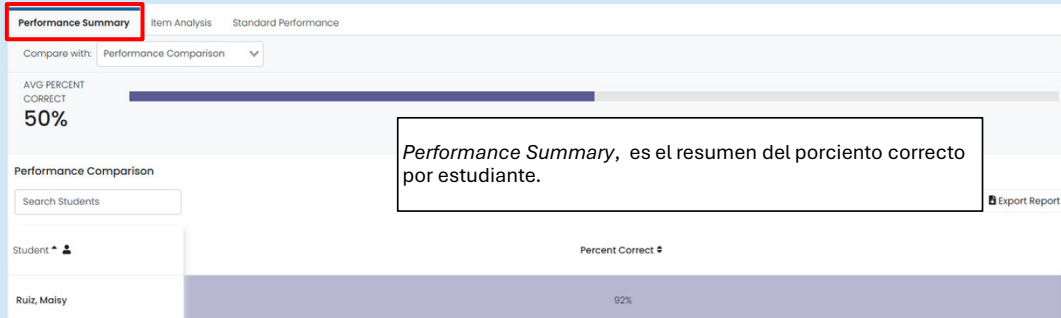 Performance Summary Item Analysis Standard Performance
Compare with: Performance Comparison
AVG PERCENT
CORRECT
50%
Performance Summary, es el resumen del porciento correcto
por estudiante.
Performance Comparison
Search Students
Export Report
Student Percent Correct
Ruiz, Maisy 92%